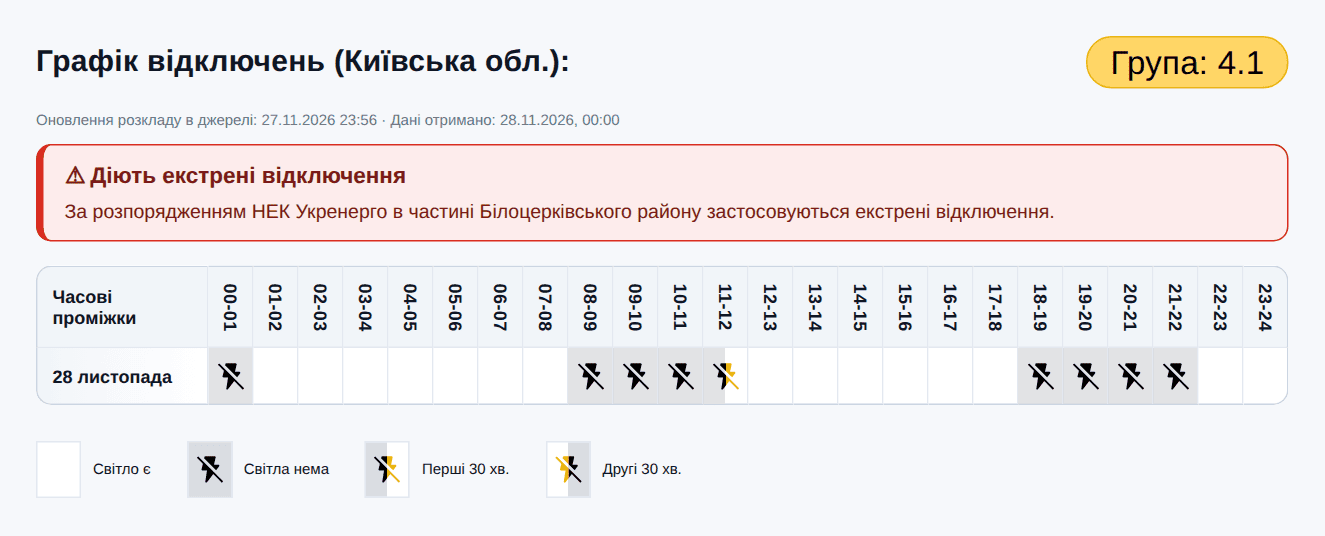 Графік відключень (Київська обл.):
Група: 4.1
Оновлення розкладу в джерелі: 27.11.2026 23:56 · Дані отримано: 28.11.2026, 00:00
⚠ Діють екстрені відключення
За розпорядженням НЕК Укренерго в частині Білоцерківського району застосовуються екстрені відключення.
Часові
проміжки
00-01
01-02
02-03
03-04
04-05
05-06
06-07
07-08
08-09
09-10
10-11
11-12
12-13
13-14
14-15
15-16
16-17
17-18
18-19
19-20
20-21
21-22
22-23
23-24
28 листопада
Світло є
Світла нема
Перші 30 хв.
Другі 30 хв.